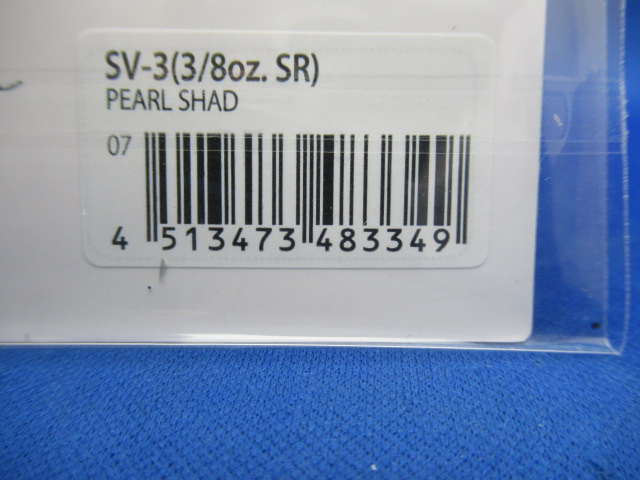 SV-3(3/8oz. SR)
PEARL SHAD
07
4 513473 483349